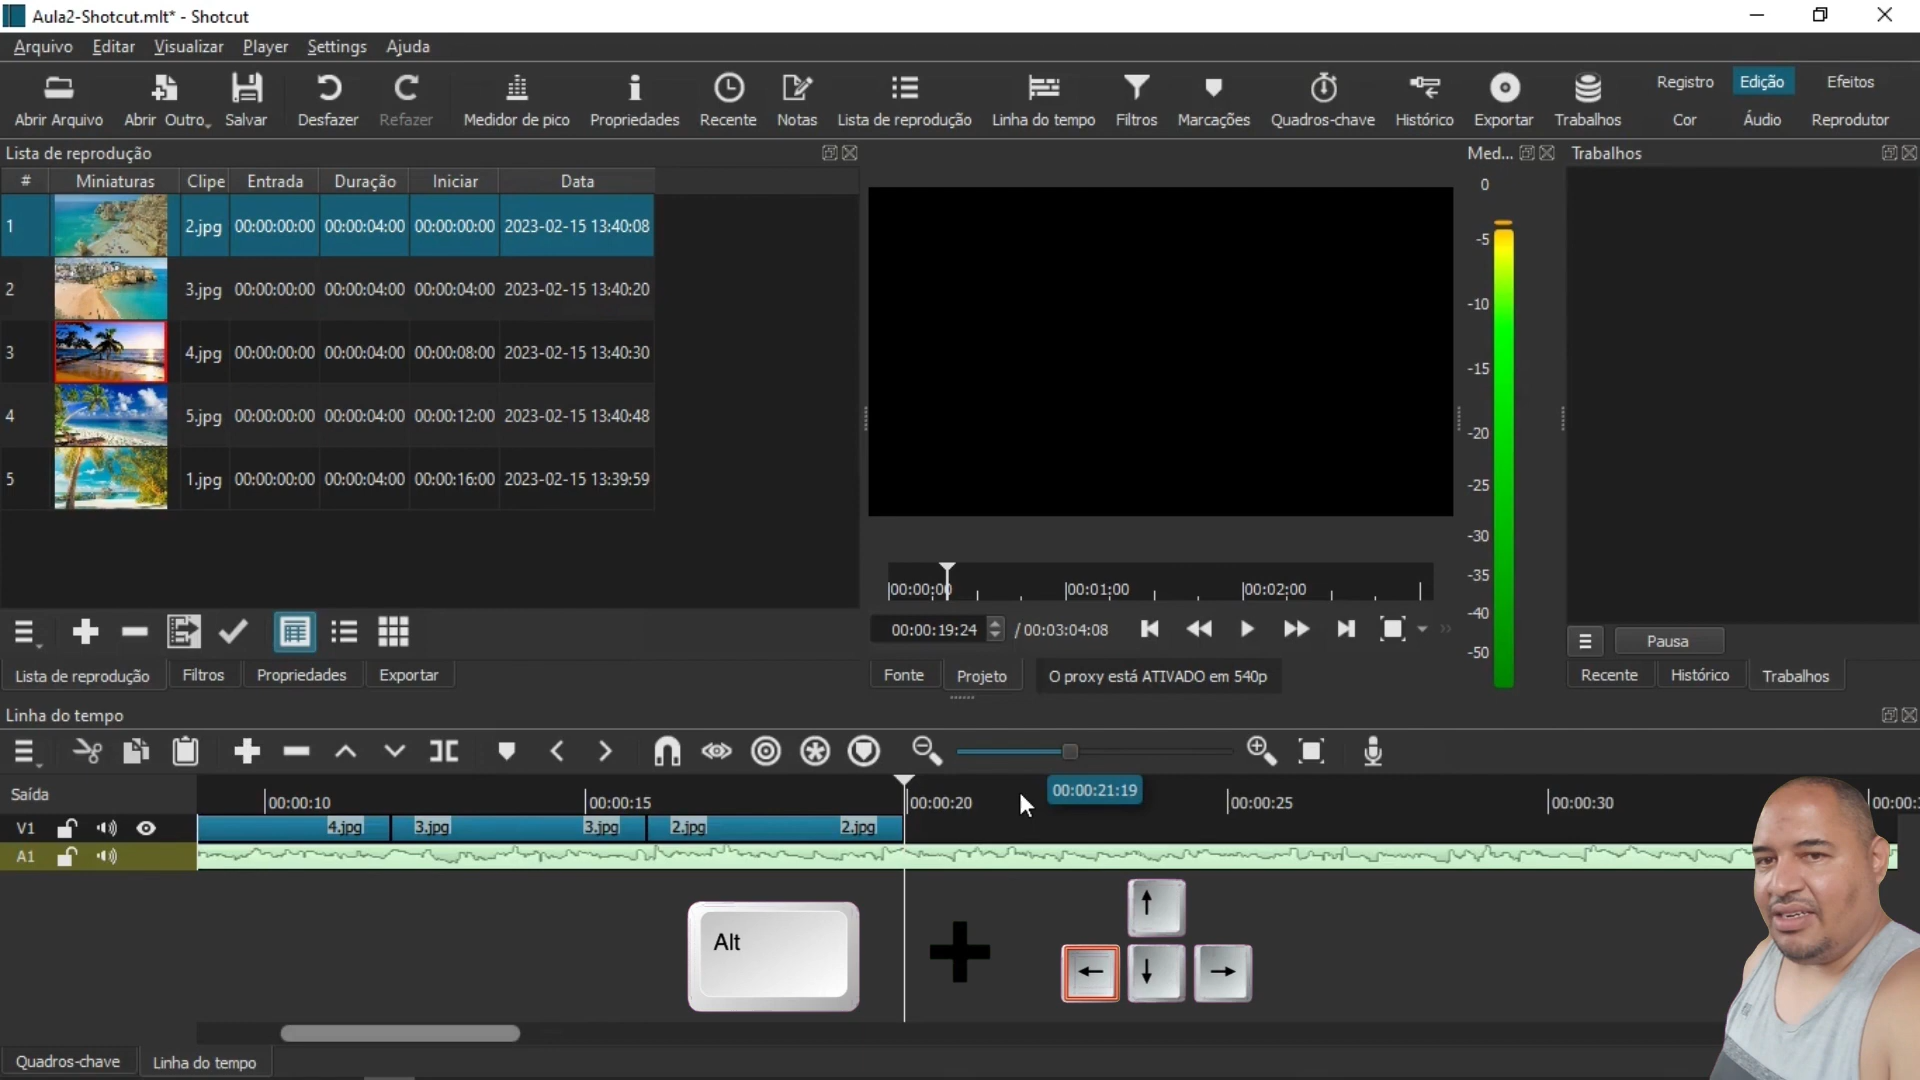 Aula2-Shotcut.mlt* - Shotcut
Arquivo Editar Visualizar Player Settings Ajuda
Abrir Arquivo Abrir Outro Salvar Desfazer Refazer Medidor de pico Propriedades Recente Notas Lista de reprodução Linha do tempo Filtros Marcações Quadros-chave Histórico Exportar Trabalhos
Registro Edição Efeitos
Cor Áudio Reprodutor
Lista de reprodução
# Miniaturas Clipe Entrada Duração Iniciar Data
1 2.jpg 00:00:00:00 00:00:04:00 00:00:00:00 2023-02-15 13:40:08
2 3.jpg 00:00:00:00 00:00:04:00 00:00:04:00 2023-02-15 13:40:20
3 4.jpg 00:00:00:00 00:00:04:00 00:00:08:00 2023-02-15 13:40:30
4 5.jpg 00:00:00:00 00:00:04:00 00:00:12:00 2023-02-15 13:40:48
5 1.jpg 00:00:00:00 00:00:04:00 00:00:16:00 2023-02-15 13:39:59
Lista de reprodução Filtros Propriedades Exportar
00:01:00 00:02:00
00:00:19:24 / 00:03:04:08
Fonte Projeto O proxy está ATIVADO em 540p
Med...
0
-5
-10
-15
-20
-25
-30
-35
-40
-50
Trabalhos
Pausa
Recente Histórico Trabalhos
Linha do tempo
00:00:21:19
Saída
00:00:10 00:00:15 00:00:20 00:00:25 00:00:30
V1 4.jpg 3.jpg 3.jpg 2.jpg 2.jpg
A1
Alt + ↑
← ↓ →
Quadros-chave Linha do tempo